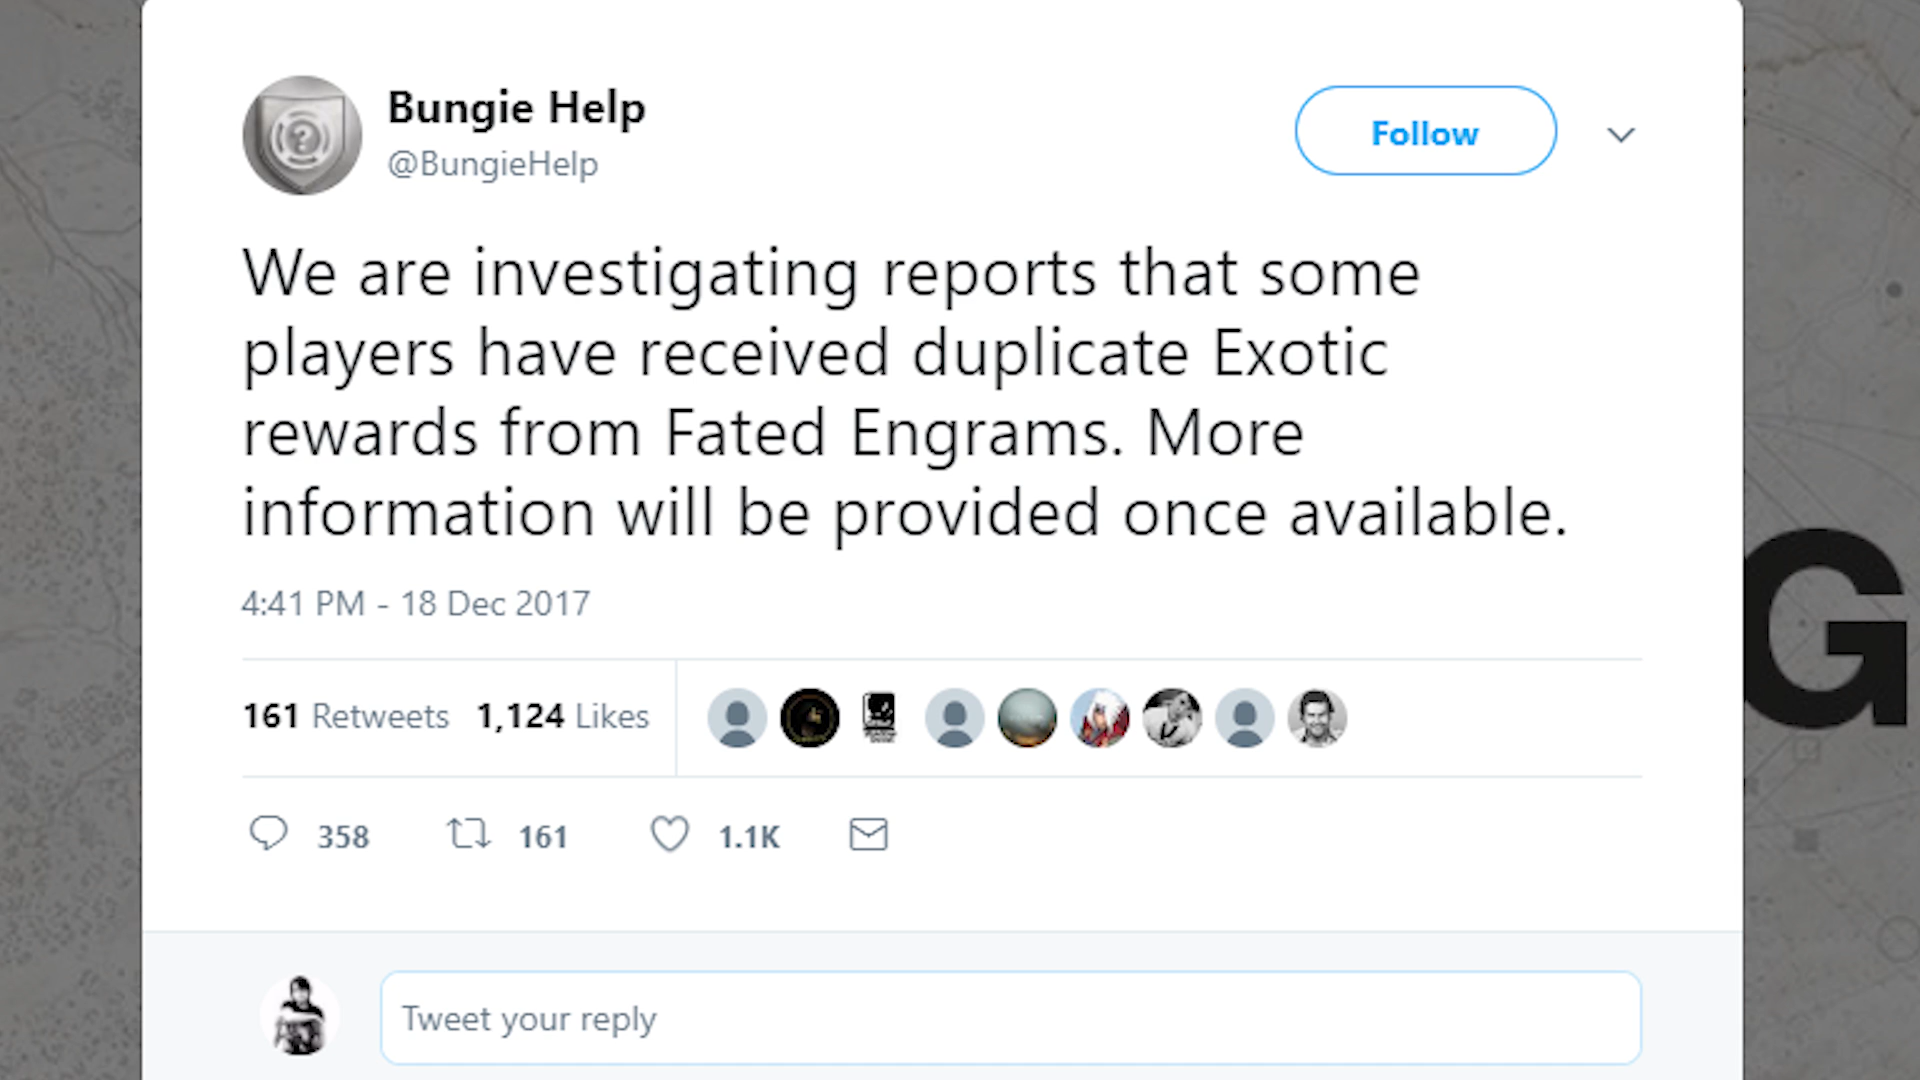 Bungie Help
@BungieHelp
Follow
We are investigating reports that some
players have received duplicate Exotic
rewards from Fated Engrams. More
information will be provided once available.
4:41 PM - 18 Dec 2017
161 Retweets 1,124 Likes
358 161 1.1K
Tweet your reply
G